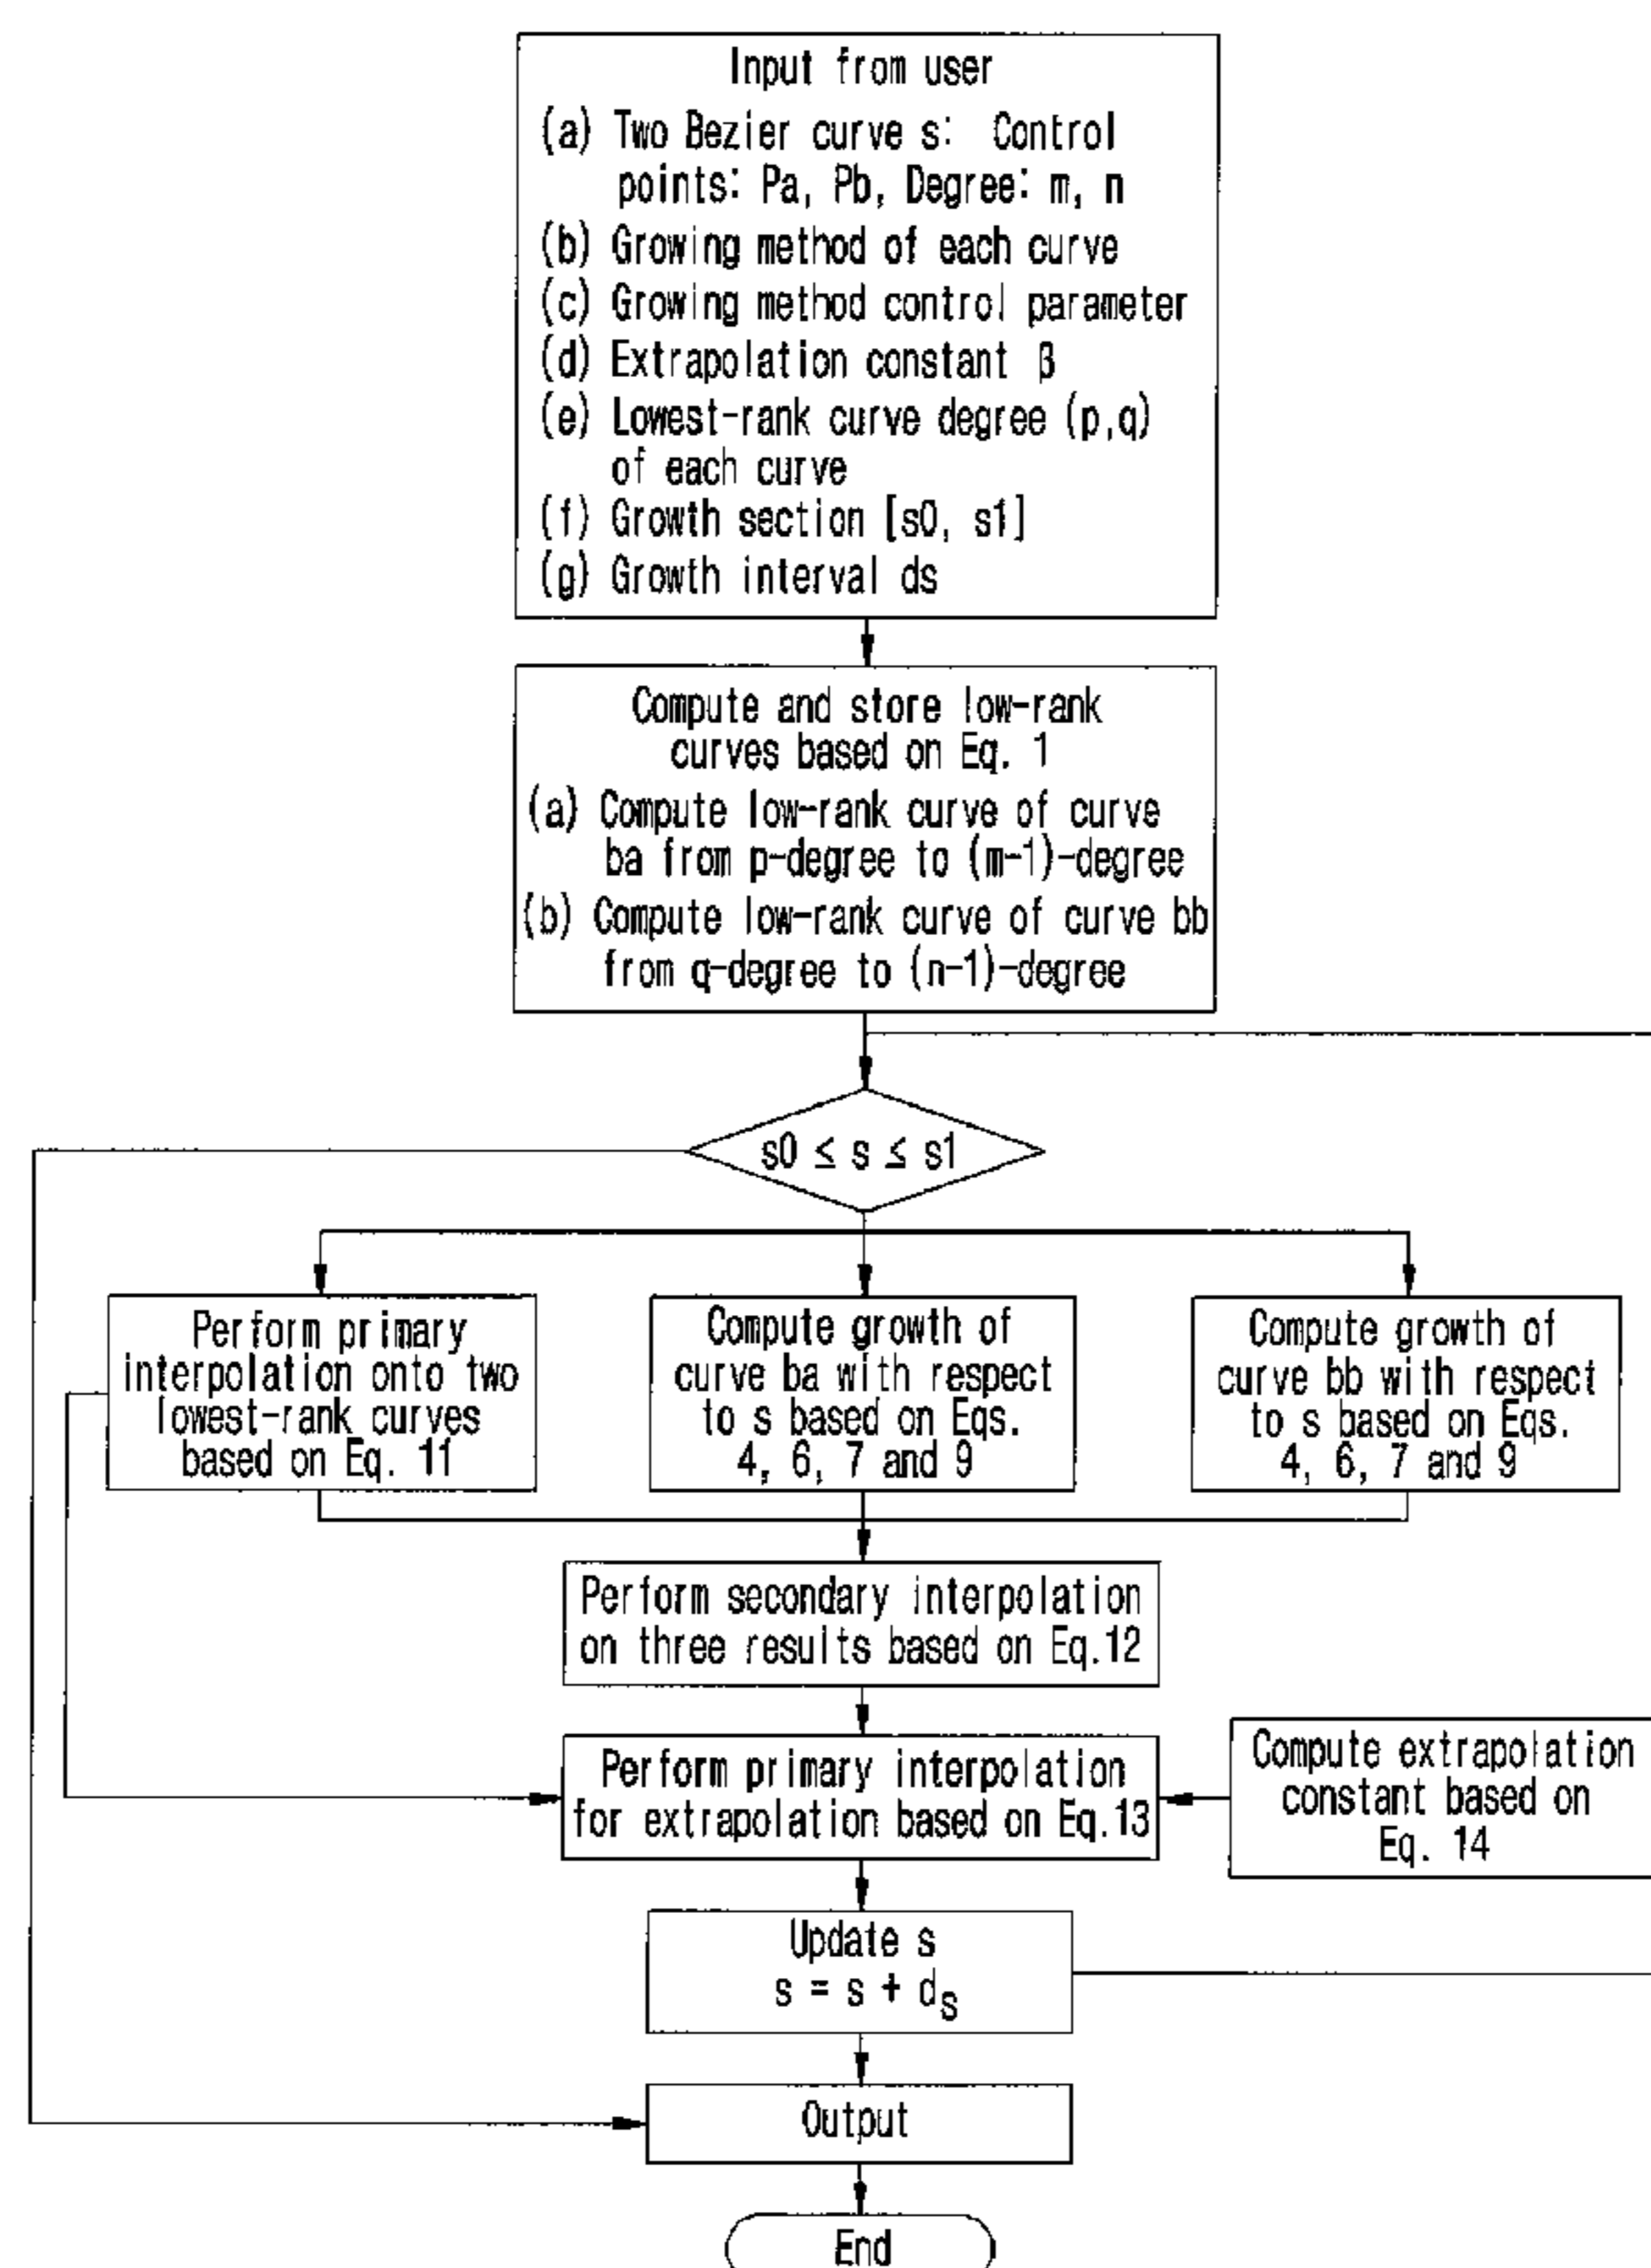 Input from user
(a) Two Bezier curve s: Control
points: Pa, Pb, Degree: m, n
(b) Growing method of each curve
(c) Growing method control parameter
(d) Extrapolation constant β
(e) Lowest-rank curve degree (p,q)
of each curve
(f) Growth section [s0, s1]
(g) Growth interval ds
Compute and store low-rank
curves based on Eq. 1
(a) Compute low-rank curve of curve
ba from p-degree to (m-1)-degree
(b) Compute low-rank curve of curve bb
from q-degree to (n-1)-degree
s0 ≤ s ≤ s1
Perform primary
interpolation onto two
lowest-rank curves
based on Eq. 11
Compute growth of
curve ba with respect
to s based on Eqs.
4, 6, 7 and 9
Compute growth of
curve bb with respect
to s based on Eqs.
4, 6, 7 and 9
Perform secondary interpolation
on three results based on Eq.12
Perform primary interpolation
for extrapolation based on Eq.13
Compute extrapolation
constant based on
Eq. 14
Update s
s = s + ds
Output
End